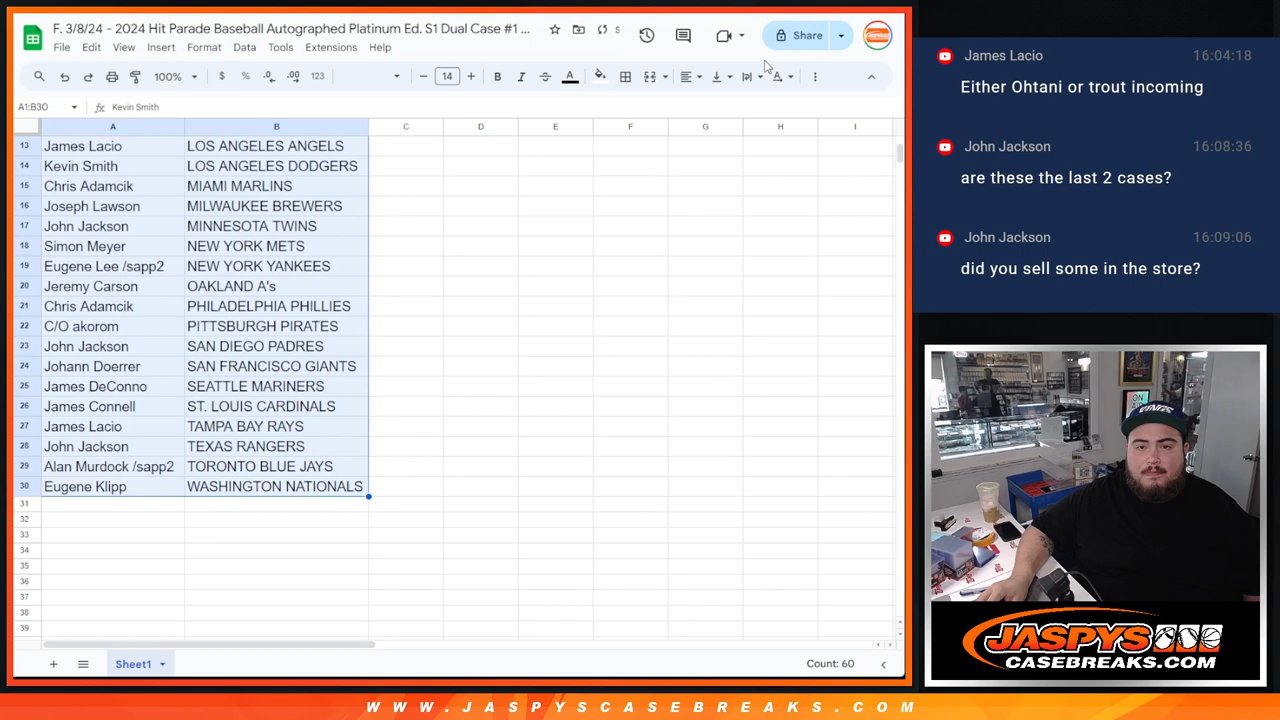 F. 3/8/24 - 2024 Hit Parade Baseball Autographed Platinum Ed. S1 Dual Case #1 ...
File Edit View Insert Format Data Tools Extensions Help
Share
100% $ % .0 .00 123 14 B I A A
A1:B30 fx Kevin Smith
A B C D E F G H I
13 James Lacio LOS ANGELES ANGELS
14 Kevin Smith LOS ANGELES DODGERS
15 Chris Adamcik MIAMI MARLINS
16 Joseph Lawson MILWAUKEE BREWERS
17 John Jackson MINNESOTA TWINS
18 Simon Meyer NEW YORK METS
19 Eugene Lee /sapp2 NEW YORK YANKEES
20 Jeremy Carson OAKLAND A's
21 Chris Adamcik PHILADELPHIA PHILLIES
22 C/O akorom PITTSBURGH PIRATES
23 John Jackson SAN DIEGO PADRES
24 Johann Doerrer SAN FRANCISCO GIANTS
25 James DeConno SEATTLE MARINERS
26 James Connell ST. LOUIS CARDINALS
27 James Lacio TAMPA BAY RAYS
28 John Jackson TEXAS RANGERS
29 Alan Murdock /sapp2 TORONTO BLUE JAYS
30 Eugene Klipp WASHINGTON NATIONALS
31
32
33
34
35
36
37
38
39
Sheet1 Count: 60
James Lacio 16:04:18
Either Ohtani or trout incoming
John Jackson 16:08:36
are these the last 2 cases?
John Jackson 16:09:06
did you sell some in the store?
JASPYS
CASEBREAKS.COM
WWW.JASPYSCASEBREAKS.COM